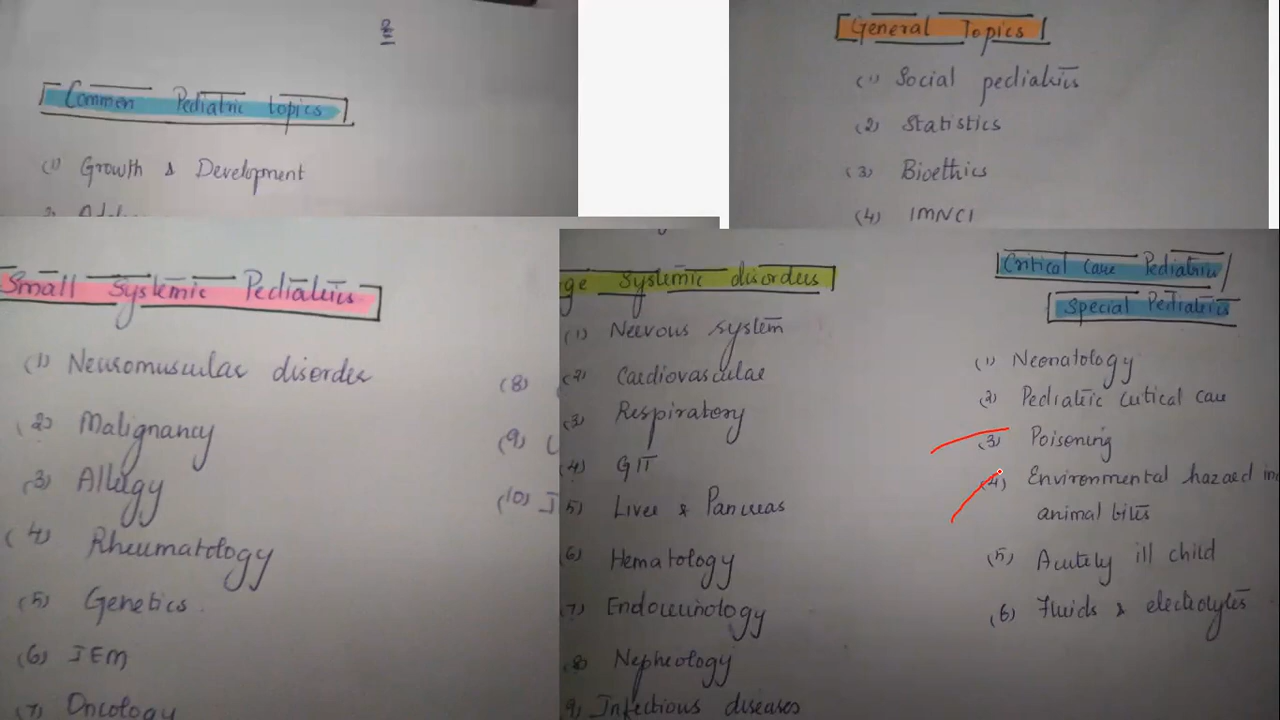 Common Pediatric topics
(1) Growth & Development
General Topics
(1) Social pediatrics
(2) Statistics
(3) Bioethics
(4) IMNCI
Small Systemic Pediatrics
(1) Neuromuscular disorder
(2) Malignancy
(3) Allergy
(4) Rheumatology
(5) Genetics
(6) IEM
(7) Oncology
(8)
(9)
(10) I
ge Systemic disorders
(1) Nervous system
(2) Cardiovascular
(3) Respiratory
(4) GIT
5) Liver & Pancreas
(6) Hematology
(7) Endocrinology
(8) Nephrology
9) Infectious diseases
Critical care Pediatrics/
Special Pediatrics
(1) Neonatology
(2) Pediatric critical care
(3) Poisoning
(4) Environmental hazard in
animal bites
(5) Acutely ill child
(6) Fluids & electrolytes